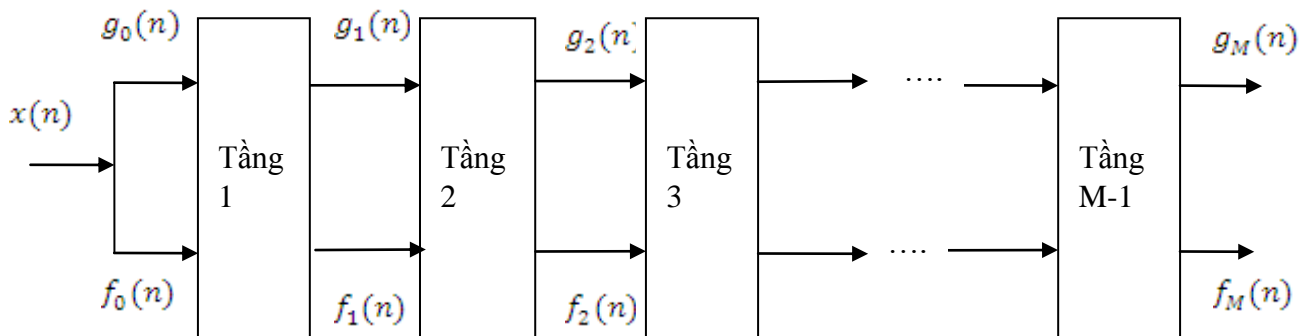 g₀(n) g₁(n) g₂(n) g_M(n)
x(n)
Tầng 1
Tầng 2
Tầng 3
....
Tầng M-1
....
f₀(n) f₁(n) f₂(n) f_M(n)